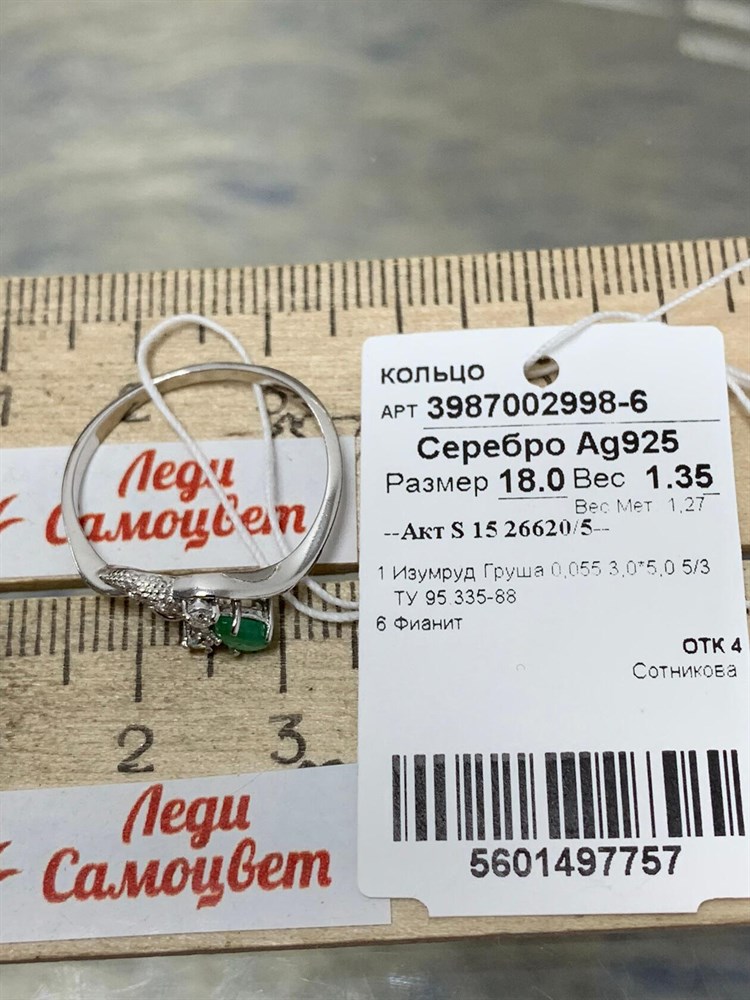 КОЛЬЦО
АРТ 3987002998-6
Серебро Ag925
Размер 18.0 Вес 1.35
Вес Мет. 1,27
--Акт S 15 26620/5--
1 Изумруд Груша 0,055 3,0*5,0 5/3
ТУ 95.335-88
6 Фианит
ОТК 4
Сотникова
5601497757
1 2
Леди
Самоцвет
2 3
Леди
Самоцвет